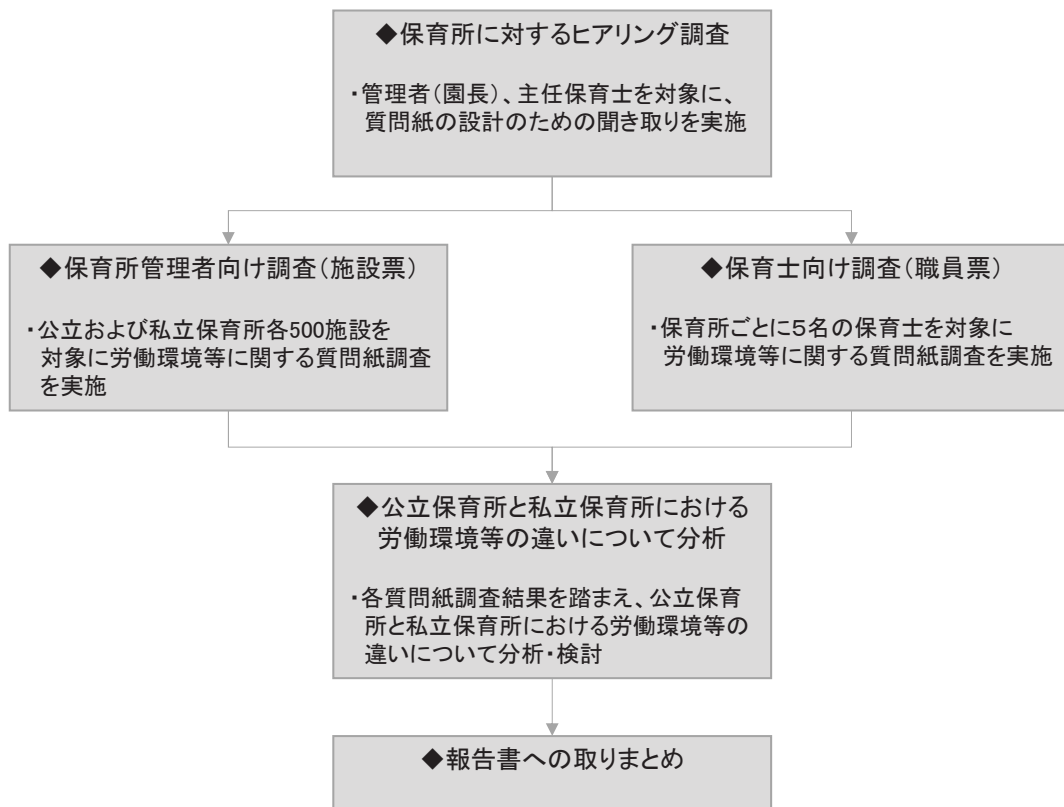 ◆保育所に対するヒアリング調査
・管理者(園長)、主任保育士を対象に、
質問紙の設計のための聞き取りを実施
◆保育所管理者向け調査(施設票)
・公立および私立保育所各500施設を
対象に労働環境等に関する質問紙調査
を実施
◆保育士向け調査(職員票)
・保育所ごとに5名の保育士を対象に
労働環境等に関する質問紙調査を実施
◆公立保育所と私立保育所における
労働環境等の違いについて分析
・各質問紙調査結果を踏まえ、公立保育
所と私立保育所における労働環境等の
違いについて分析・検討
◆報告書への取りまとめ